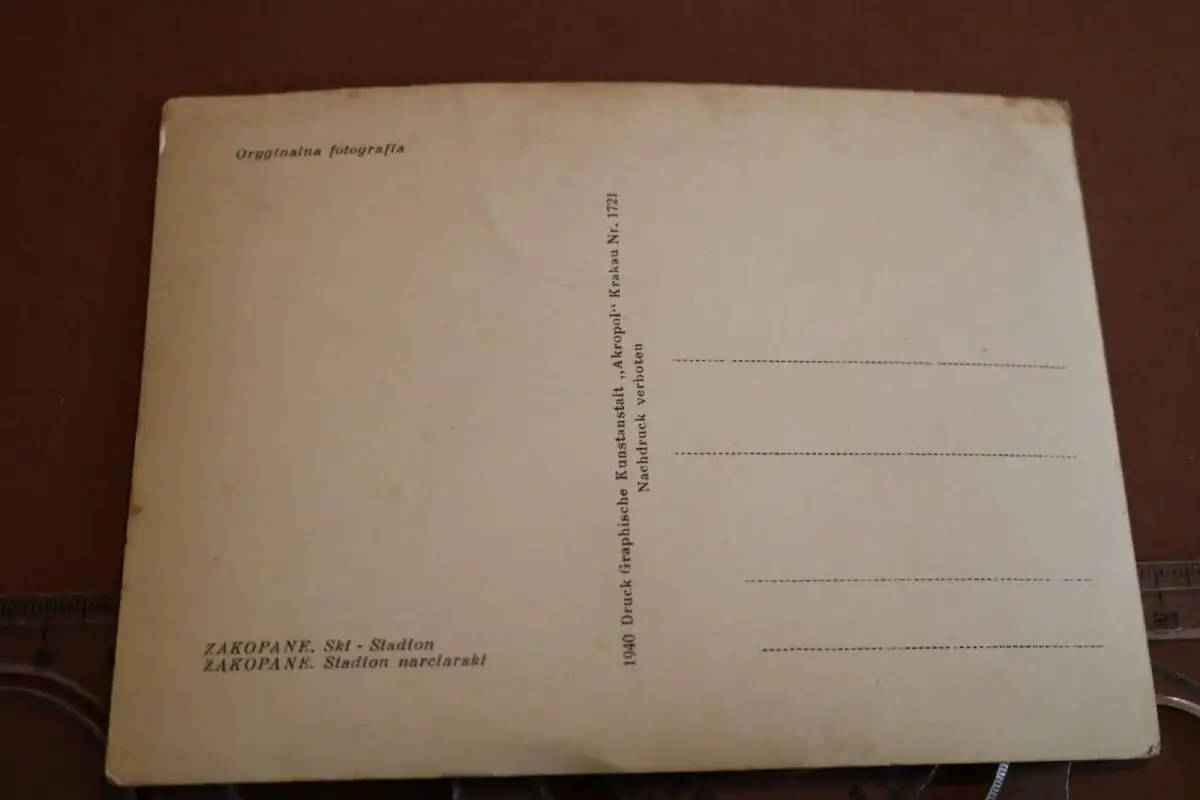 Oryginalna fotografia
ZAKOPANE. Ski - Stadion
ZAKOPANE. Stadion narciarski
1940 Druck Graphische Kunstanstalt „Akropol“ Krakau Nr. 1721
Nachdruck verboten